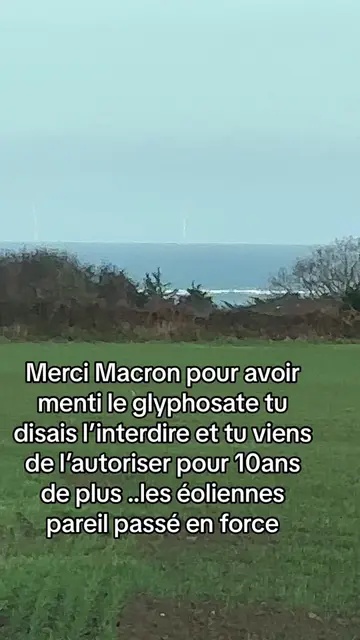 Merci Macron pour avoir
menti le glyphosate tu
disais l’interdire et tu viens
de l’autoriser pour 10ans
de plus ..les éoliennes
pareil passé en force